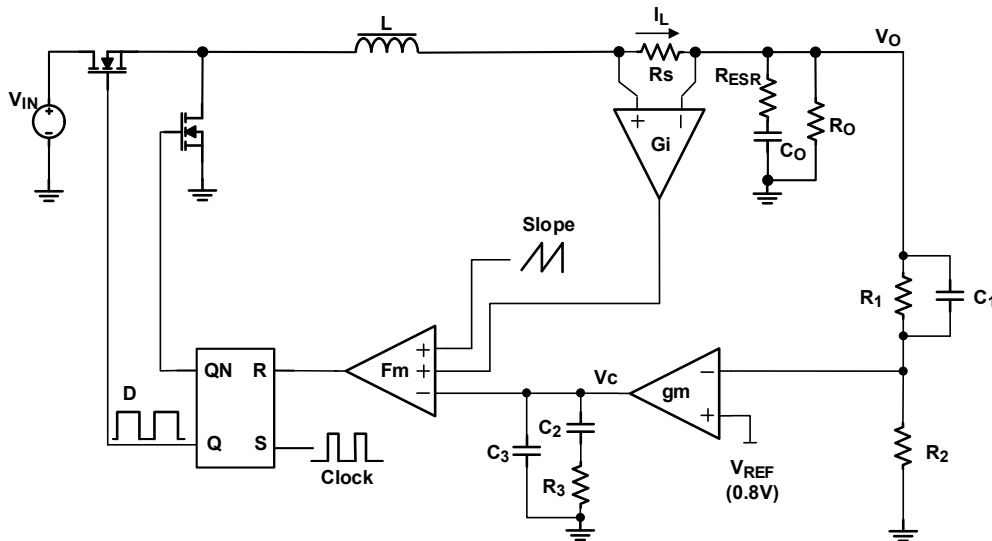 L
I_L
V_O
R_s
R_ESR
V_IN
+
−
+
−
Gi
C_O
R_O
Slope
R_1
C_1
QN
R
Fm
+
+
−
Vc
gm
−
+
D
Q
S
Clock
C_3
C_2
R_3
V_REF
(0.8V)
R_2